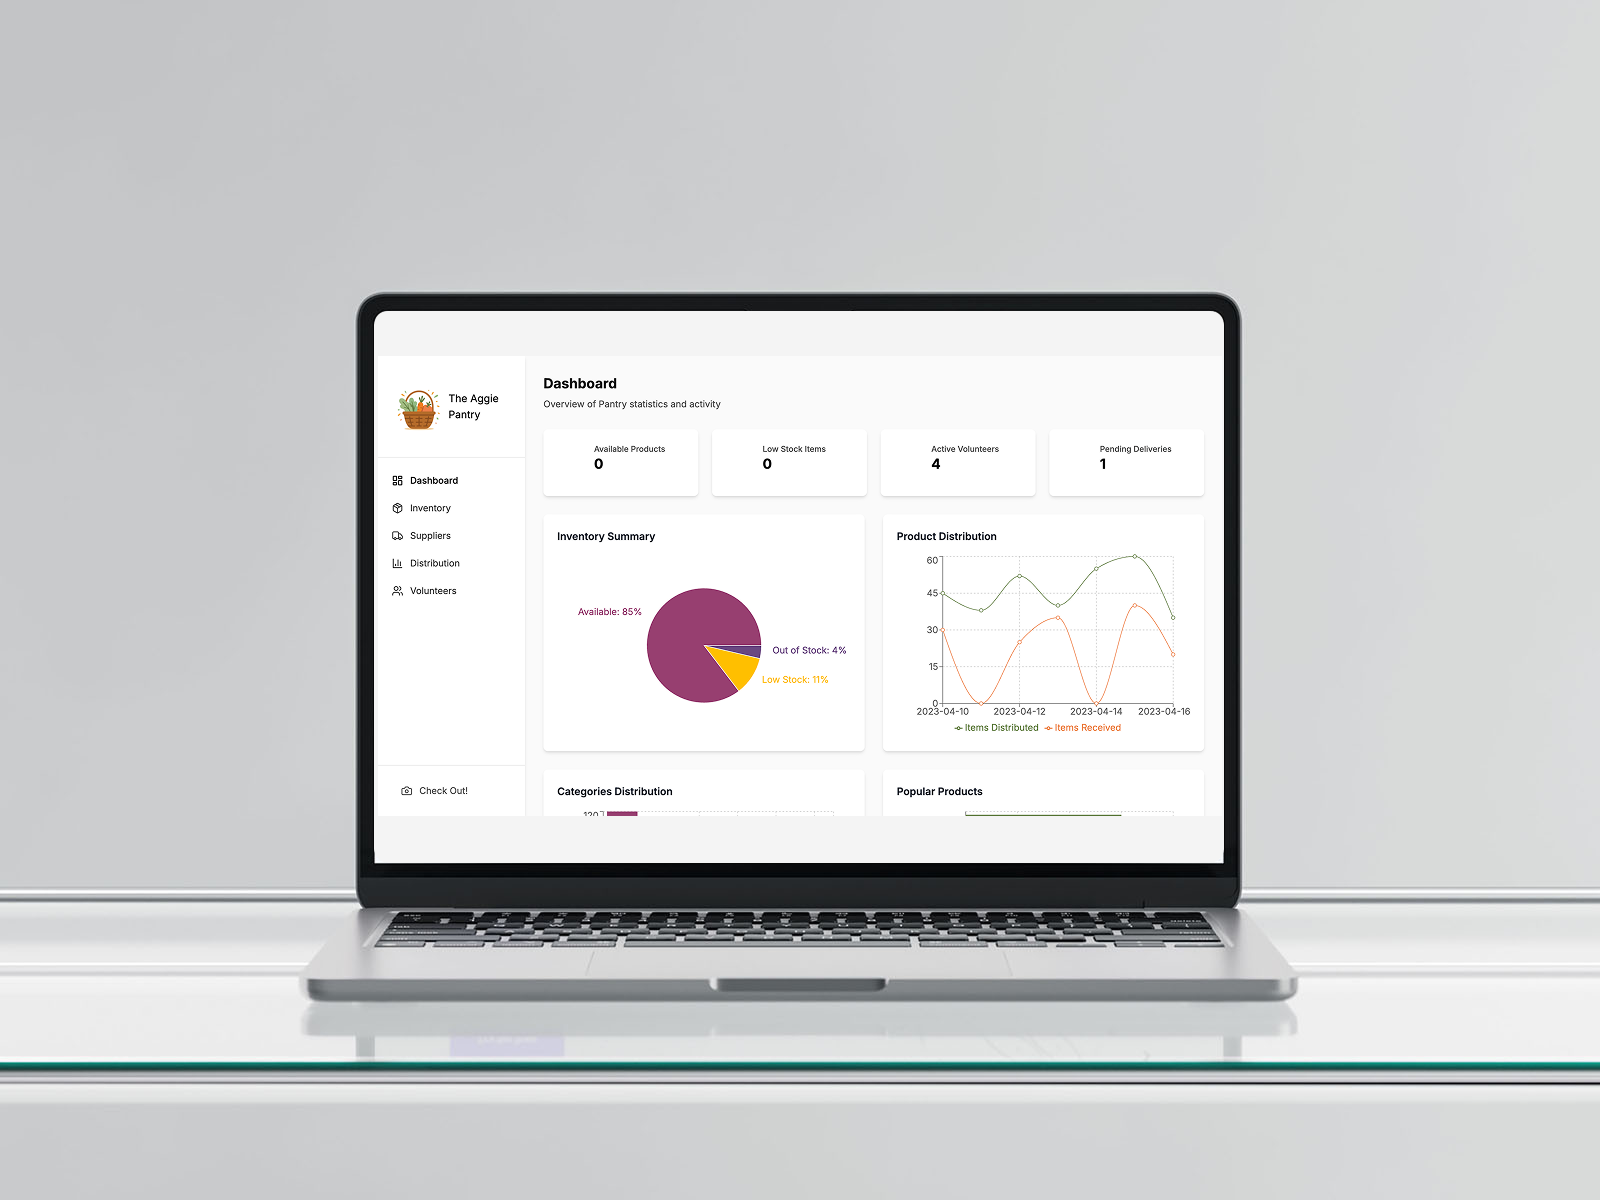 The Aggie
Pantry
Dashboard
Inventory
Suppliers
Distribution
Volunteers
Check Out!
Dashboard
Overview of Pantry statistics and activity
Available Products
0
Low Stock Items
0
Active Volunteers
4
Pending Deliveries
1
Inventory Summary
Available: 85%
Out of Stock: 4%
Low Stock: 11%
Product Distribution
60
45
30
15
0
2023-04-10 2023-04-12 2023-04-14 2023-04-16
Items Distributed Items Received
Categories Distribution
120
Popular Products